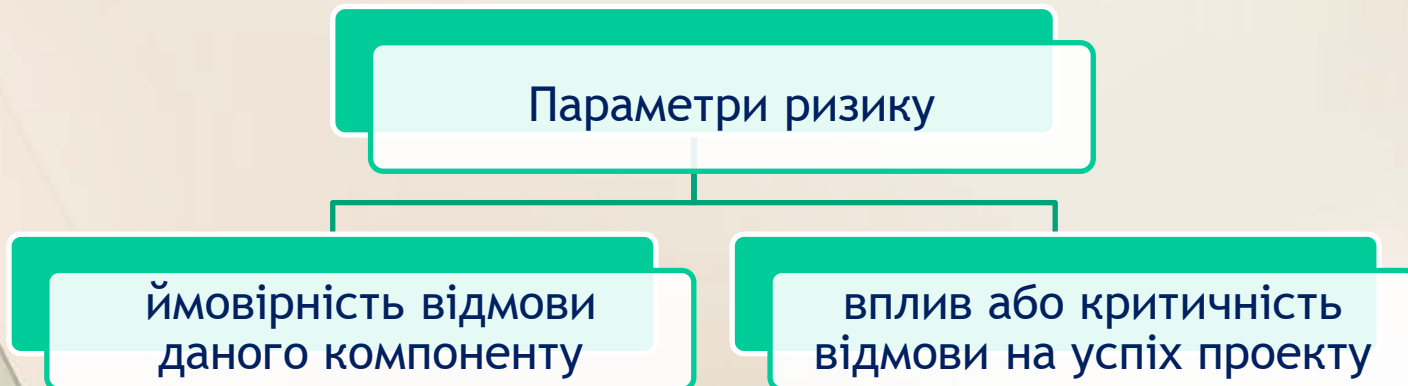 Параметри ризику
ймовірність відмови
даного компоненту
вплив або критичність
відмови на успіх проекту